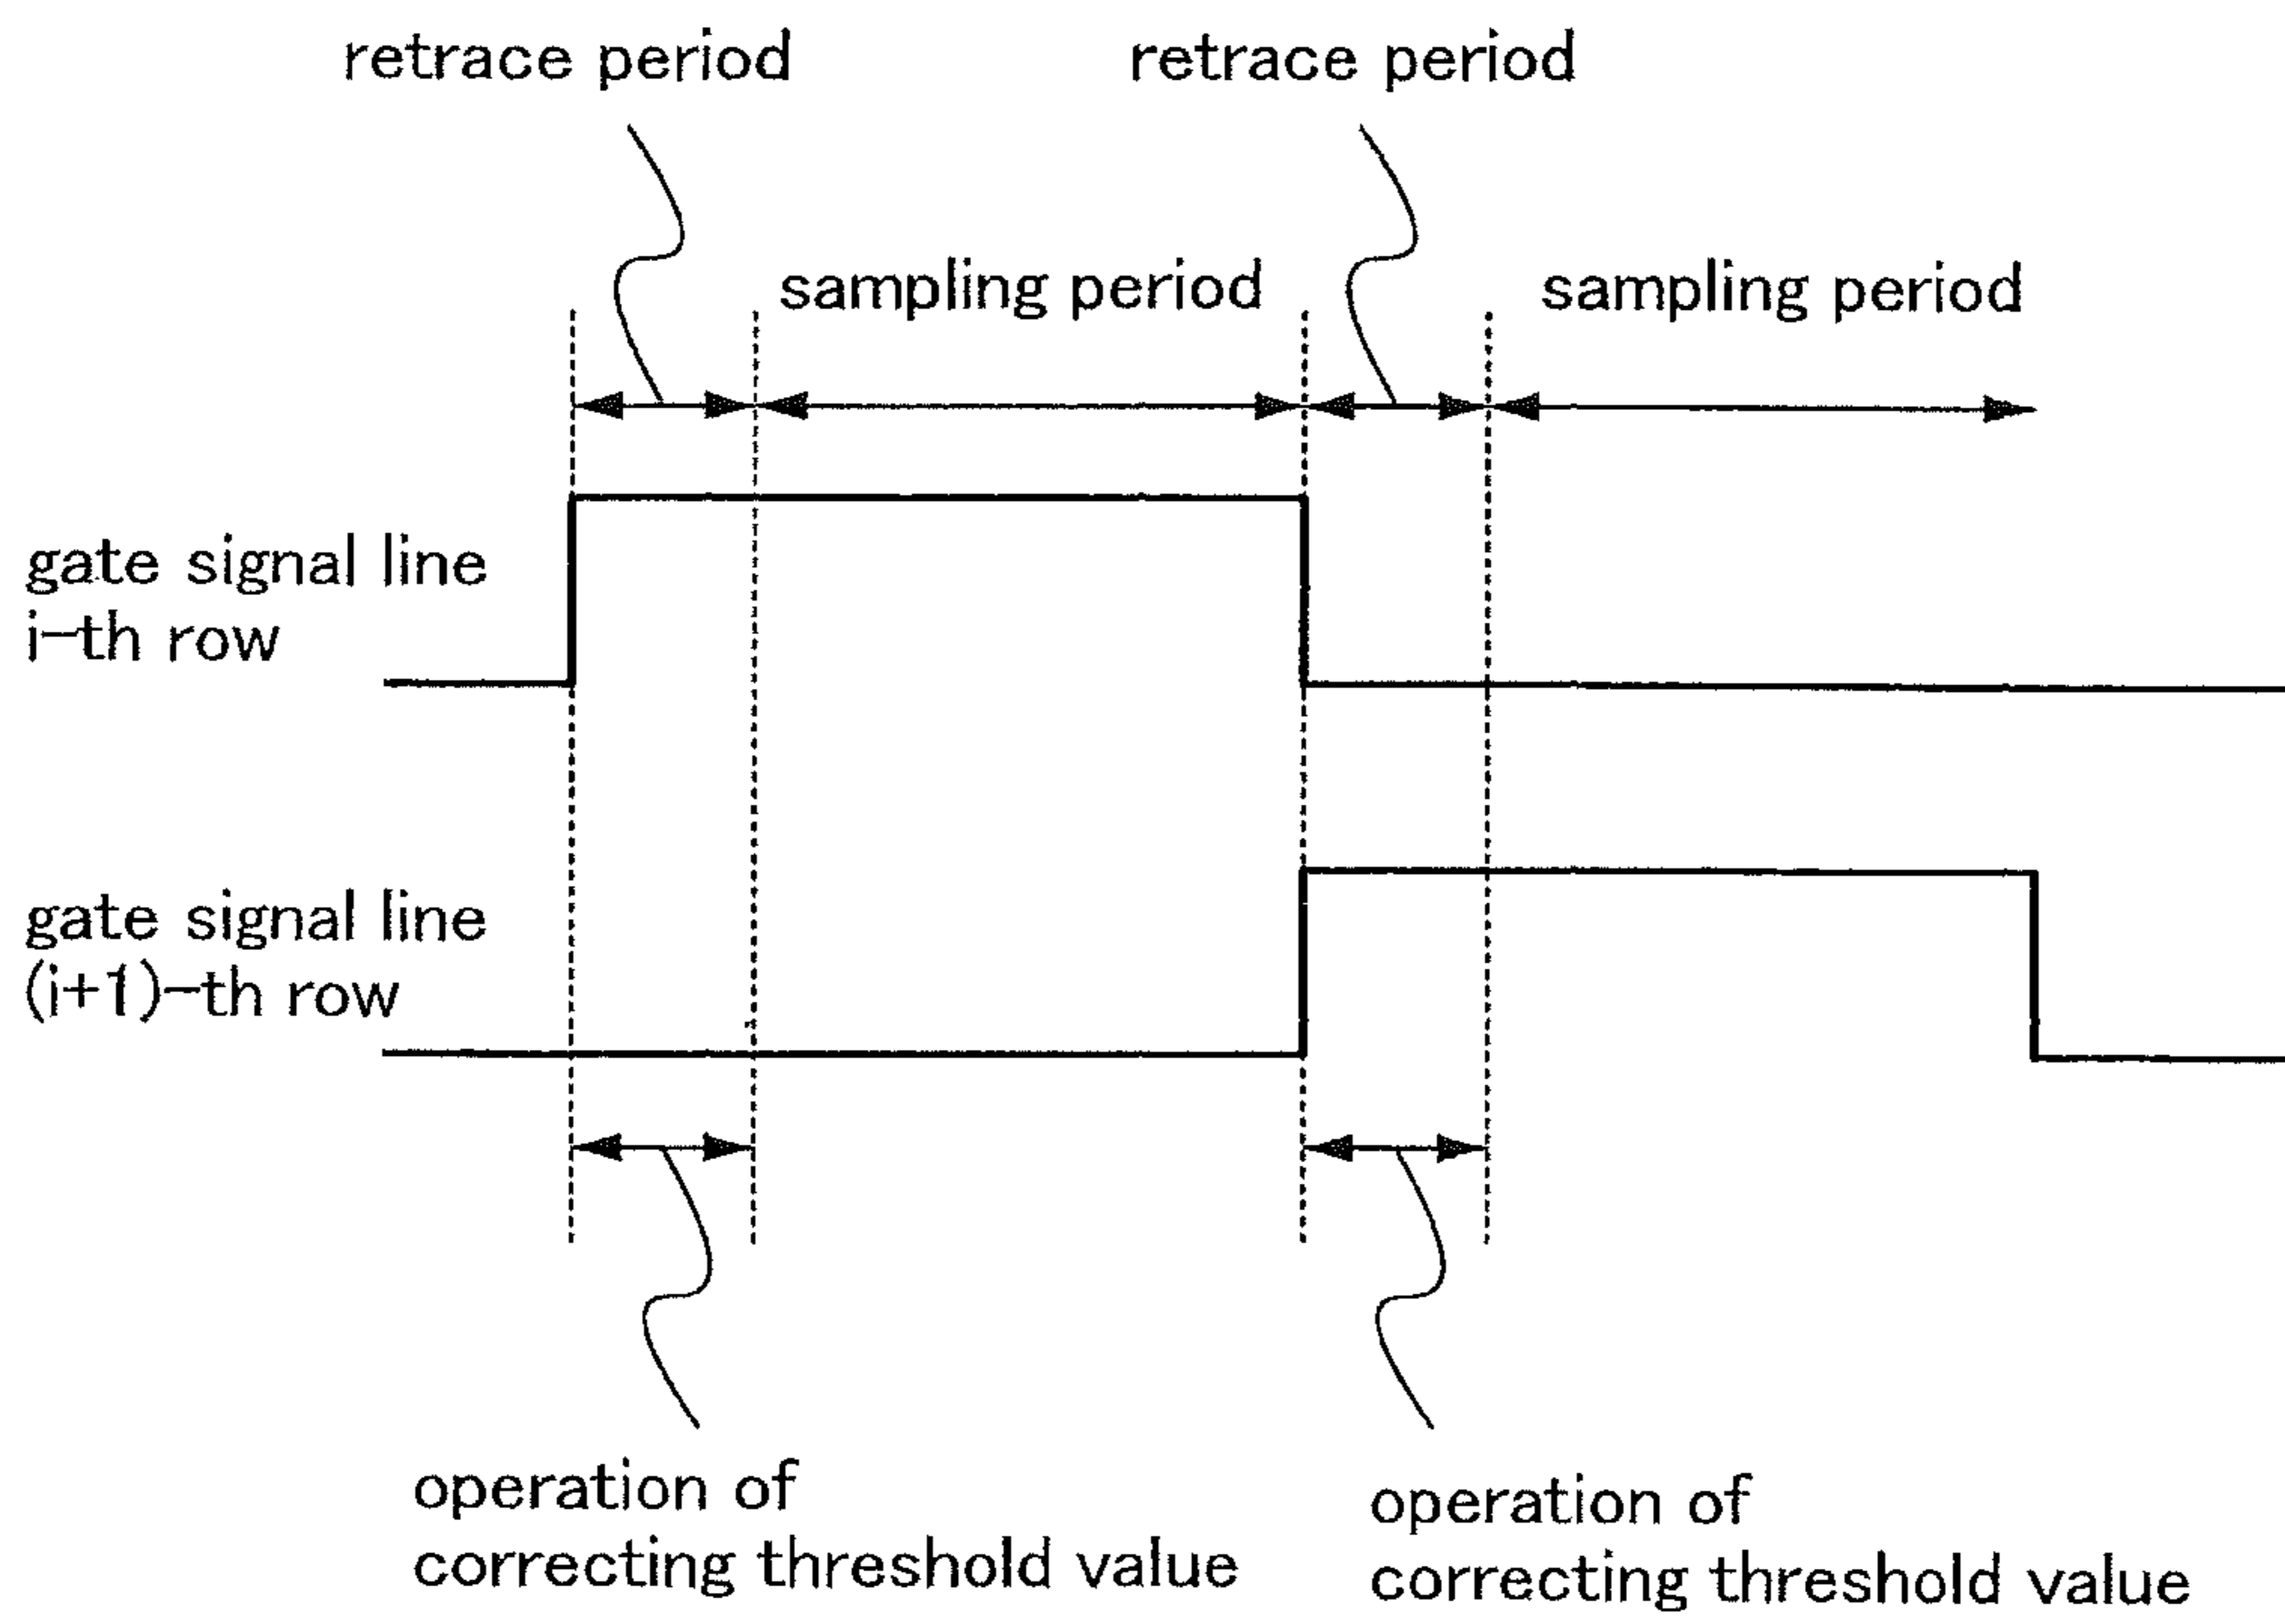 retrace period
retrace period
sampling period
sampling period
gate signal line
i-th row
gate signal line
(i+1)-th row
operation of
correcting threshold value
operation of
correcting threshold value